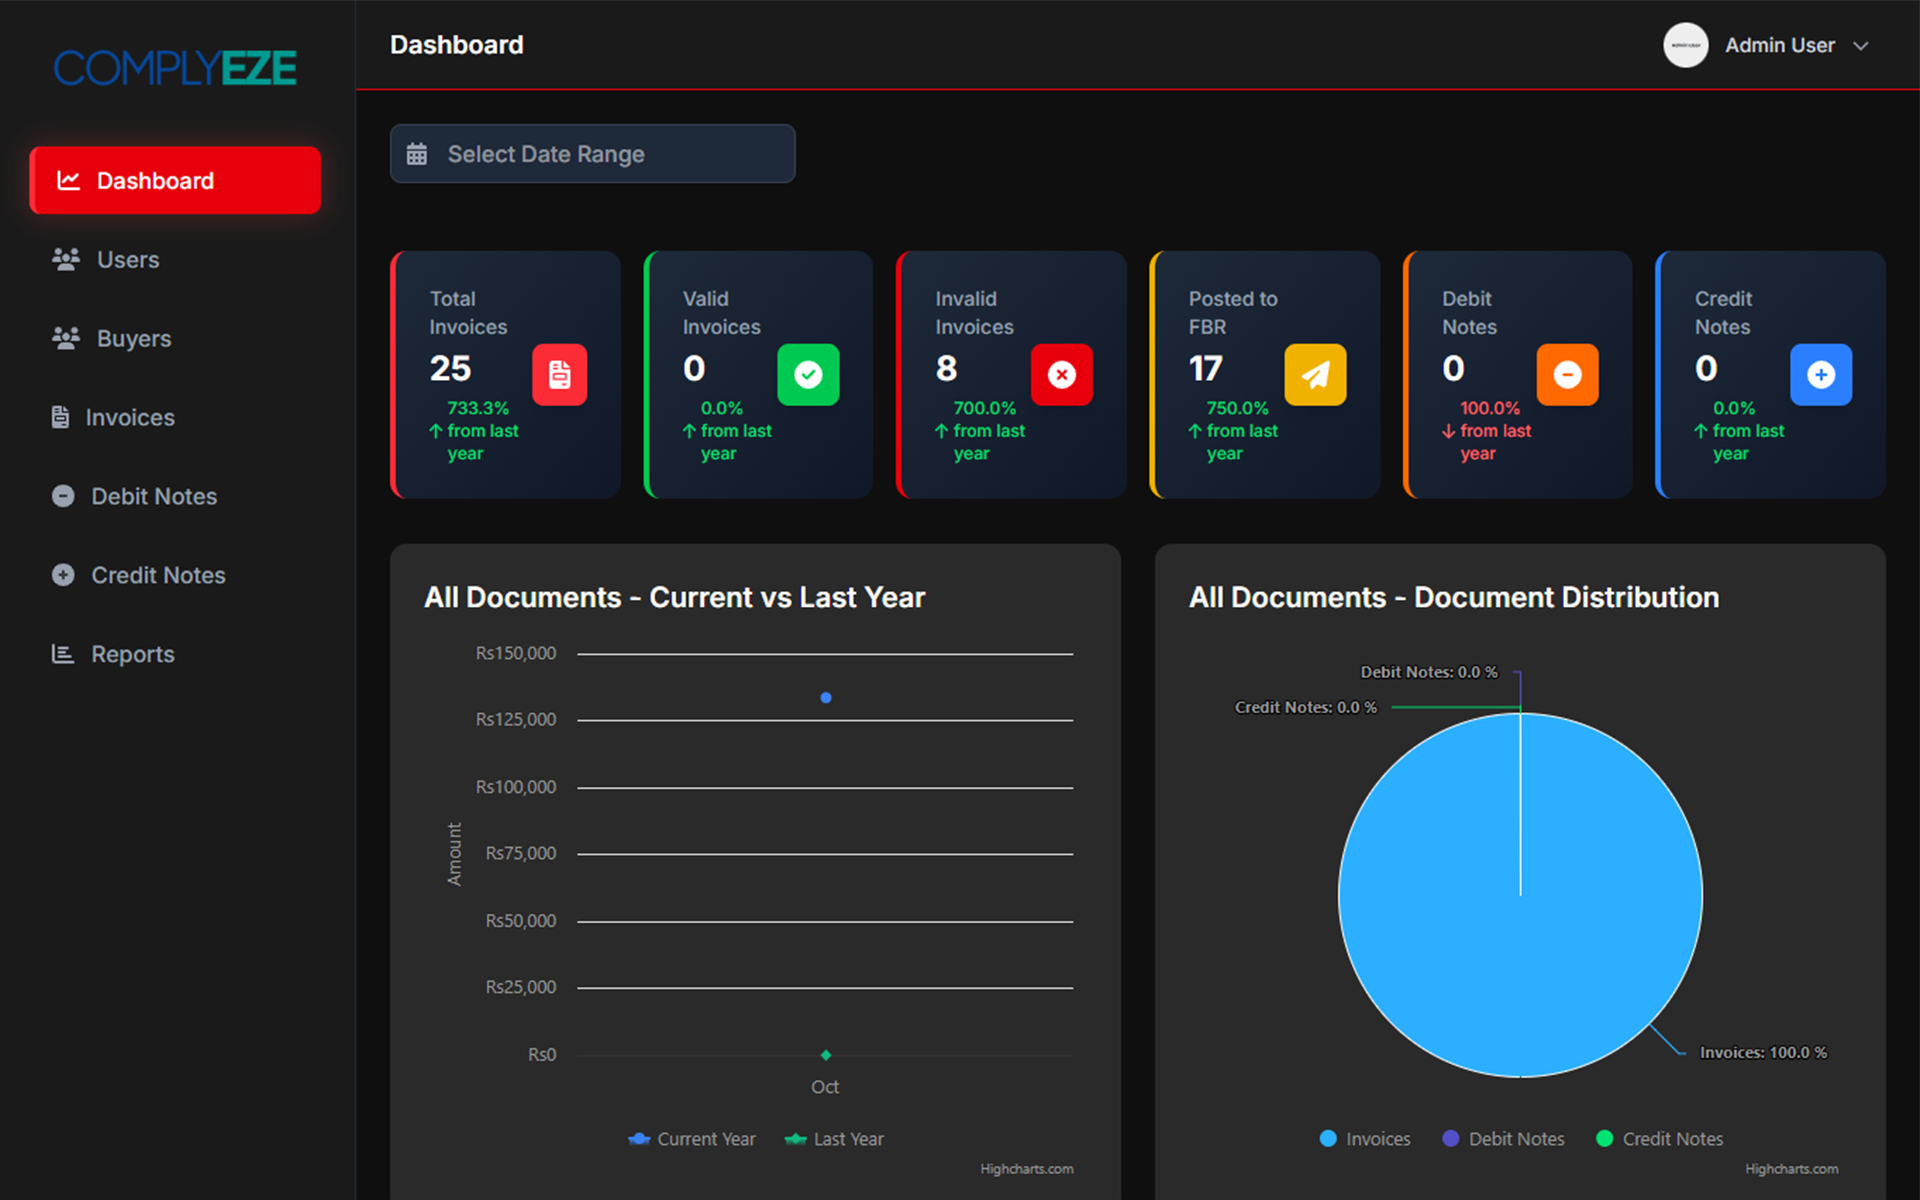 COMPLYEZE
Dashboard
Admin User
Dashboard
Users
Buyers
Invoices
Debit Notes
Credit Notes
Reports
Select Date Range
Total
Invoices
25
733.3%
↑ from last
year
Valid
Invoices
0
0.0%
↑ from last
year
Invalid
Invoices
8
700.0%
↑ from last
year
Posted to
FBR
17
750.0%
↑ from last
year
Debit
Notes
0
100.0%
↓ from last
year
Credit
Notes
0
0.0%
↑ from last
year
All Documents - Current vs Last Year
Rs150,000
Rs125,000
Rs100,000
Rs75,000
Rs50,000
Rs25,000
Rs0
Amount
Oct
Current Year
Last Year
Highcharts.com
All Documents - Document Distribution
Debit Notes: 0.0 %
Credit Notes: 0.0 %
Invoices: 100.0 %
Invoices
Debit Notes
Credit Notes
Highcharts.com